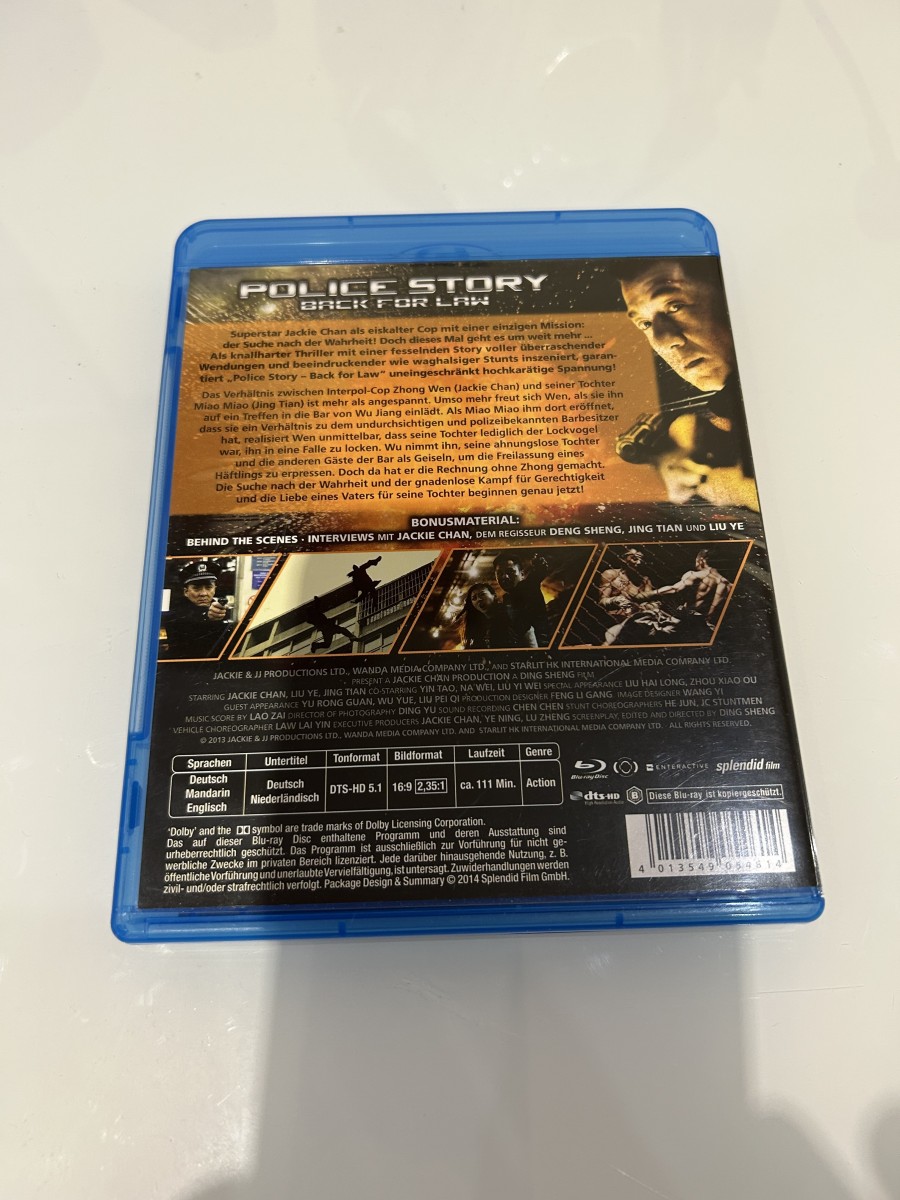 POLICE STORY
BACK FOR LAW
Superstar Jackie Chan als eiskalter Cop mit einer einzigen Mission:
der Suche nach der Wahrheit! Doch dieses Mal geht es um weit mehr ...
Als knallharter Thriller mit einer fesselnden Story voller überraschender
Wendungen und beeindruckender wie waghalsiger Stunts inszeniert, garan-
tiert „Police Story – Back for Law“ uneingeschränkt hochkarätige Spannung!
Das Verhältnis zwischen Interpol-Cop Zhong Wen (Jackie Chan) und seiner Tochter
Miao Miao (Jing Tian) ist mehr als angespannt. Umso mehr freut sich Wen, als sie ihn
auf ein Treffen in die Bar von Wu Jiang einlädt. Als Miao Miao ihm dort eröffnet,
dass sie ein Verhältnis zu dem undurchsichtigen und polizeibekannten Barbesitzer
hat, realisiert Wen unmittelbar, dass seine Tochter lediglich der Lockvogel
war, ihn in eine Falle zu locken. Wu nimmt ihn, seine ahnungslose Tochter
und die anderen Gäste der Bar als Geiseln, um die Freilassung eines
Häftlings zu erpressen. Doch da hat er die Rechnung ohne Zhong gemacht.
Die Suche nach der Wahrheit und der gnadenlose Kampf für Gerechtigkeit
und die Liebe eines Vaters für seine Tochter beginnen genau jetzt!
BONUSMATERIAL:
BEHIND THE SCENES · INTERVIEWS MIT JACKIE CHAN, DEM REGISSEUR DENG SHENG, JING TIAN UND LIU YE
JACKIE & JJ PRODUCTIONS LTD., WANDA MEDIA COMPANY LTD., AND STARLIT HK INTERNATIONAL MEDIA COMPANY LTD.
PRESENT A JACKIE CHAN PRODUCTION A DING SHENG FILM
STARRING JACKIE CHAN, LIU YE, JING TIAN CO-STARRING YIN TAO, NA WEI, LIU YI WEI SPECIAL APPEARANCE LIU HAI LONG, ZHOU XIAO OU
GUEST APPEARANCE YU RONG GUAN, WU YUE, LIU PEI QI PRODUCTION DESIGNER FENG LI GANG IMAGE DESIGNER WANG YI
MUSIC SCORE BY LAO ZAI DIRECTOR OF PHOTOGRAPHY DING YU SOUND RECORDING CHEN CHEN STUNT CHOREOGRAPHERS HE JUN, JC STUNTMEN
VEHICLE CHOREOGRAPHER LAW LAI YIN EXECUTIVE PRODUCERS JACKIE CHAN, YE NING, LU ZHENG SCREENPLAY, EDITED AND DIRECTED BY DING SHENG
© 2013 JACKIE & JJ PRODUCTIONS LTD., WANDA MEDIA COMPANY LTD. AND STARLIT HK INTERNATIONAL MEDIA COMPANY LTD. ALL RIGHTS RESERVED.
Sprachen Untertitel Tonformat Bildformat Laufzeit Genre
Deutsch
Mandarin
Englisch
Deutsch
Niederländisch
DTS-HD 5.1
16:9 2,35:1
ca. 111 Min.
Action
Blu-ray Disc
ENTERACTIVE
splendid film
dts-HD
High Resolution Audio
B
Diese Blu-ray ist kopiergeschützt.
'Dolby' and the symbol are trade marks of Dolby Licensing Corporation.
Das auf dieser Blu-ray Disc enthaltene Programm und deren Ausstattung sind
urheberrechtlich geschützt. Das Programm ist ausschließlich zur Vorführung für nicht ge-
werbliche Zwecke im privaten Bereich lizenziert. Jede darüber hinausgehende Nutzung, z. B.
öffentliche Vorführung und unerlaubte Vervielfältigung, ist untersagt. Zuwiderhandlungen werden
zivil- und/oder strafrechtlich verfolgt. Package Design & Summary © 2014 Splendid Film GmbH.
4 013549 054814